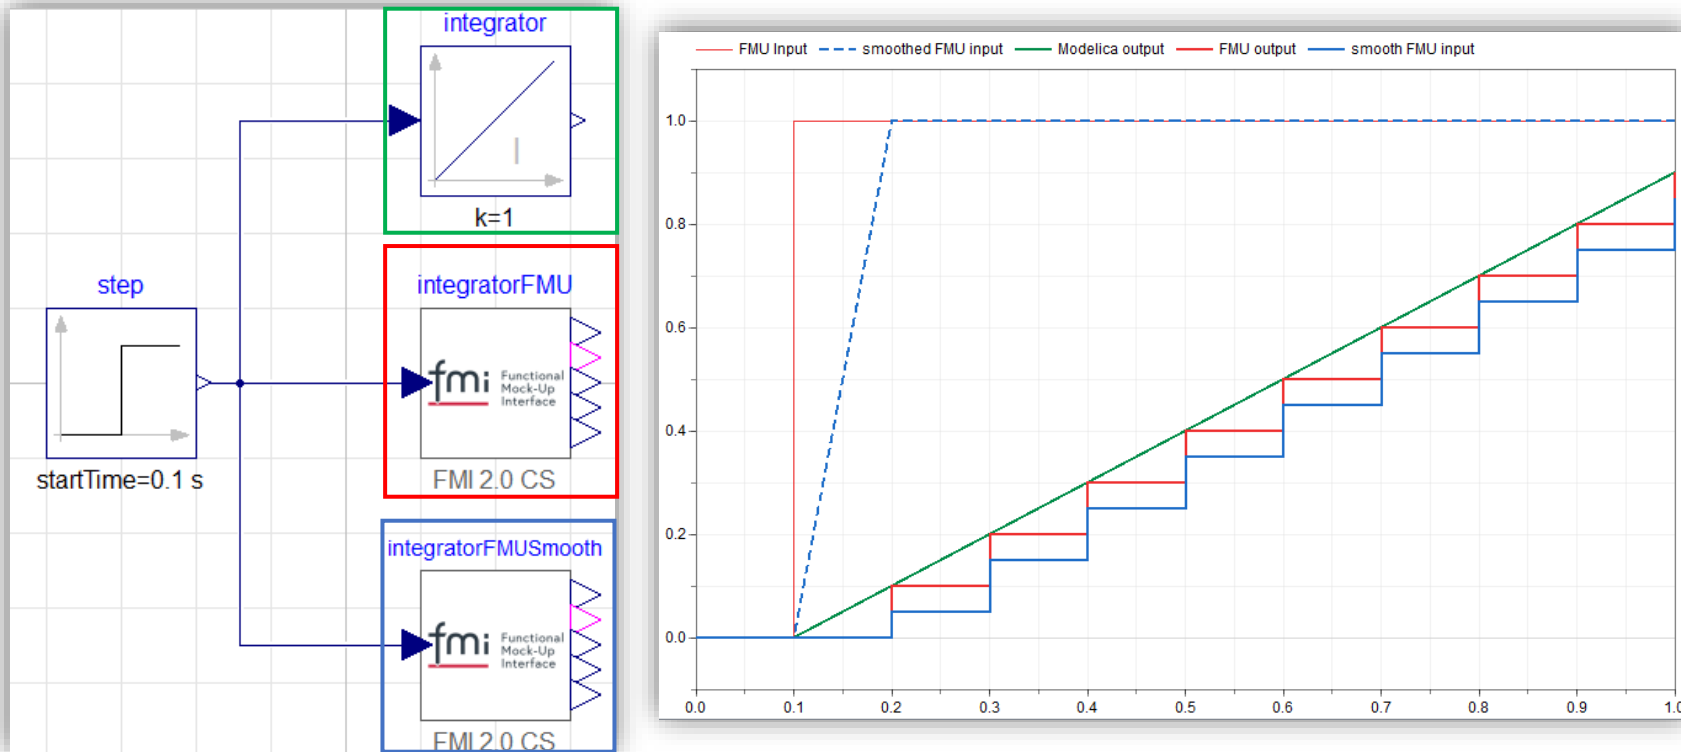 integrator
I
k=1
step
startTime=0.1 s
integratorFMU
fmi Functional
Mock-Up
Interface
FMI 2.0 CS
integratorFMUSmooth
fmi Functional
Mock-Up
Interface
FMI 2.0 CS
FMU Input smoothed FMU input Modelica output FMU output smooth FMU input
1.0
0.8
0.6
0.4
0.2
0.0
0.0 0.1 0.2 0.3 0.4 0.5 0.6 0.7 0.8 0.9 1.0